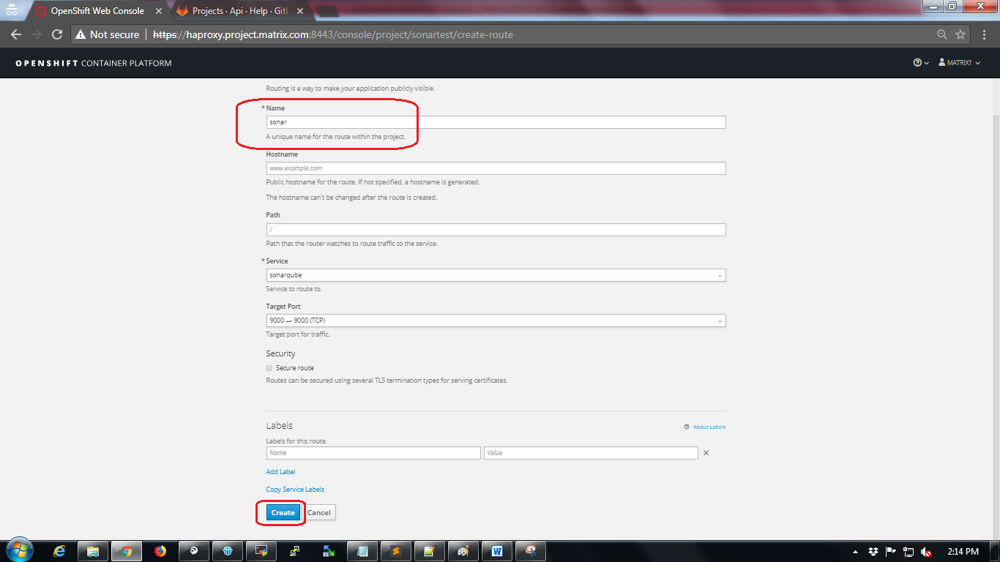 OpenShift Web Console
Projects · Api · Help · GitL
Not secure
https://haproxy.project.matrix.com:8443/console/project/sonartest/create-route
OPENSHIFT CONTAINER PLATFORM
MATRIX1
Routing is a way to make your application publicly visible.
* Name
sonar
A unique name for the route within the project.
Hostname
www.example.com
Public hostname for the route. If not specified, a hostname is generated.
The hostname can't be changed after the route is created.
Path
/
Path that the router watches to route traffic to the service.
* Service
sonarqube
Service to route to.
Target Port
9000 → 9000 (TCP)
Target port for traffic.
Security
Secure route
Routes can be secured using several TLS termination types for serving certificates.
Labels
About Labels
Labels for this route.
Name
Value
Add Label
Copy Service Labels
Create
Cancel
2:14 PM